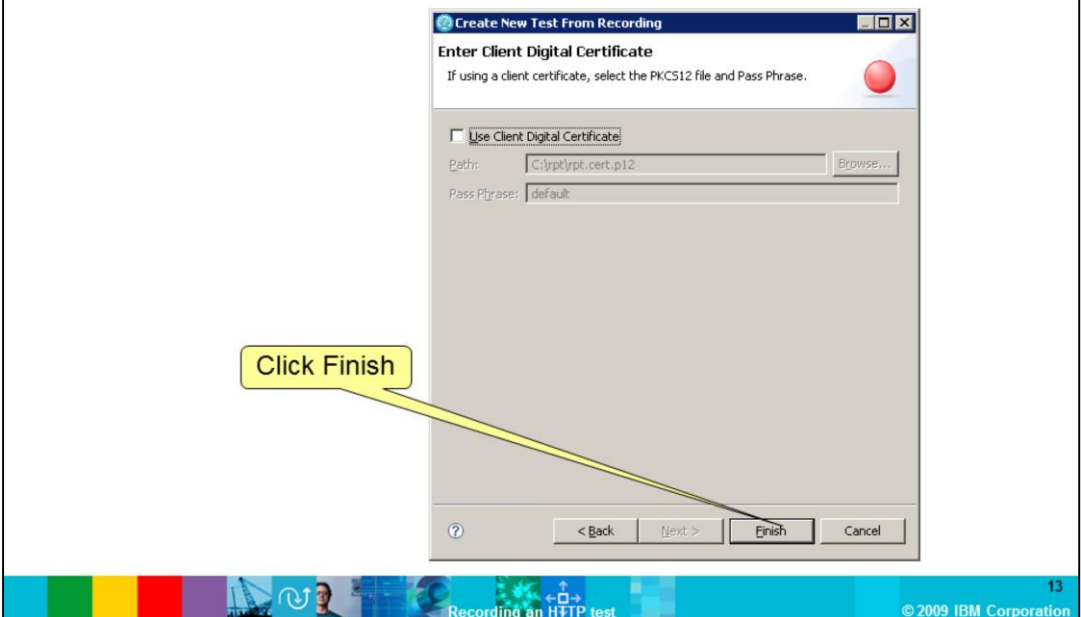 Create New Test From Recording
Enter Client Digital Certificate
If using a client certificate, select the PKCS12 file and Pass Phrase.
Use Client Digital Certificate
Path: C:\rpt\rpt.cert.p12 Browse...
Pass Phrase: default
Click Finish
? < Back Next > Finish Cancel
13
Recording an HTTP test © 2009 IBM Corporation